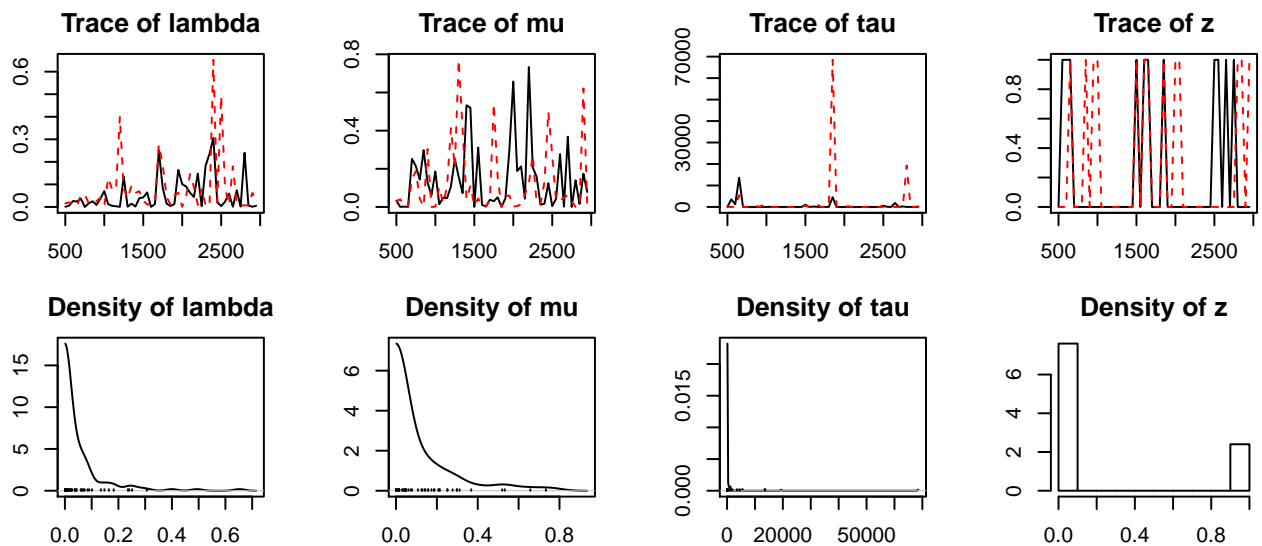 Trace of lambda
0.0 0.3 0.6
500 1500 2500
Trace of mu
0.0 0.4 0.8
500 1500 2500
Trace of tau
0 30000 70000
500 1500 2500
Trace of z
0.0 0.4 0.8
500 1500 2500
Density of lambda
0 5 10 15
0.0 0.2 0.4 0.6
Density of mu
0 2 4 6
0.0 0.4 0.8
Density of tau
0.000 0.015
0 20000 50000
Density of z
0 2 4 6
0.0 0.4 0.8